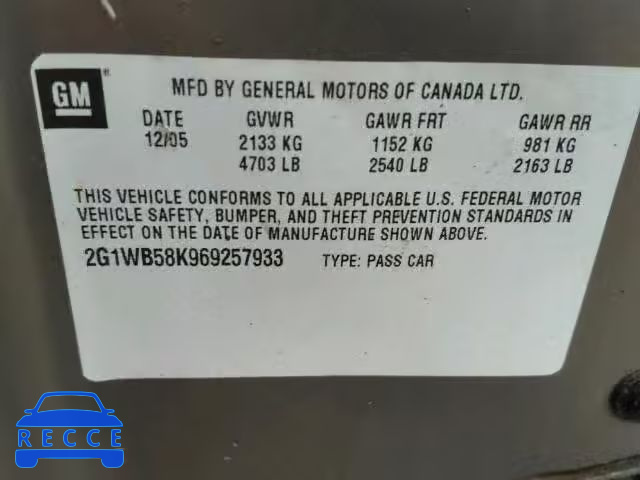 GM ®
MFD BY GENERAL MOTORS OF CANADA LTD.
DATE GVWR GAWR FRT GAWR RR
12/05 2133 KG 1152 KG 981 KG
4703 LB 2540 LB 2163 LB
THIS VEHICLE CONFORMS TO ALL APPLICABLE U.S. FEDERAL MOTOR
VEHICLE SAFETY, BUMPER, AND THEFT PREVENTION STANDARDS IN
EFFECT ON THE DATE OF MANUFACTURE SHOWN ABOVE.
2G1WB58K969257933 TYPE: PASS CAR